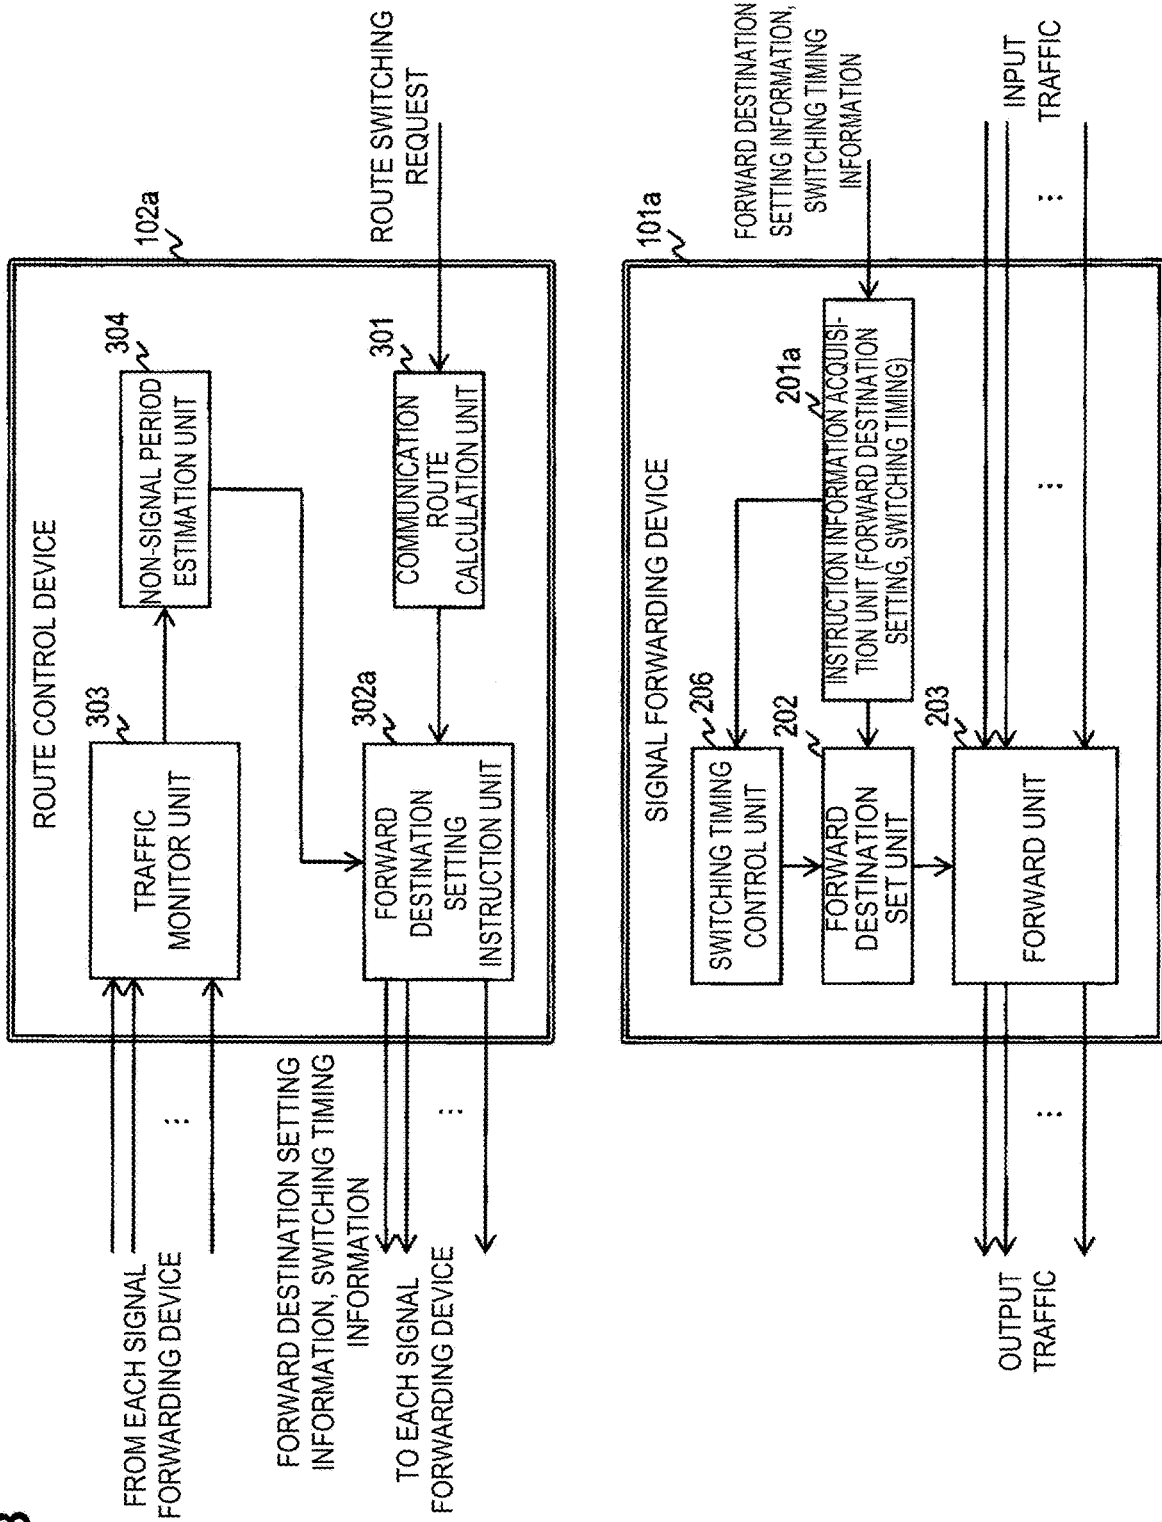 3
ROUTE CONTROL DEVICE
102a
FROM EACH SIGNAL
FORWARDING DEVICE
⋮
303
TRAFFIC
MONITOR UNIT
304
NON-SIGNAL PERIOD
ESTIMATION UNIT
FORWARD DESTINATION SETTING
INFORMATION, SWITCHING TIMING
INFORMATION
TO EACH SIGNAL
FORWARDING DEVICE
⋮
302a
FORWARD
DESTINATION
SETTING
INSTRUCTION UNIT
301
COMMUNICATION
ROUTE
CALCULATION UNIT
ROUTE SWITCHING
REQUEST
SIGNAL FORWARDING DEVICE
101a
206
SWITCHING TIMING
CONTROL UNIT
202
FORWARD
DESTINATION
SET UNIT
201a
INSTRUCTION INFORMATION ACQUISI-
TION UNIT (FORWARD DESTINATION
SETTING, SWITCHING TIMING)
FORWARD DESTINATION
SETTING INFORMATION,
SWITCHING TIMING
INFORMATION
203
FORWARD UNIT
OUTPUT
TRAFFIC
⋮
⋮
INPUT
TRAFFIC
⋮